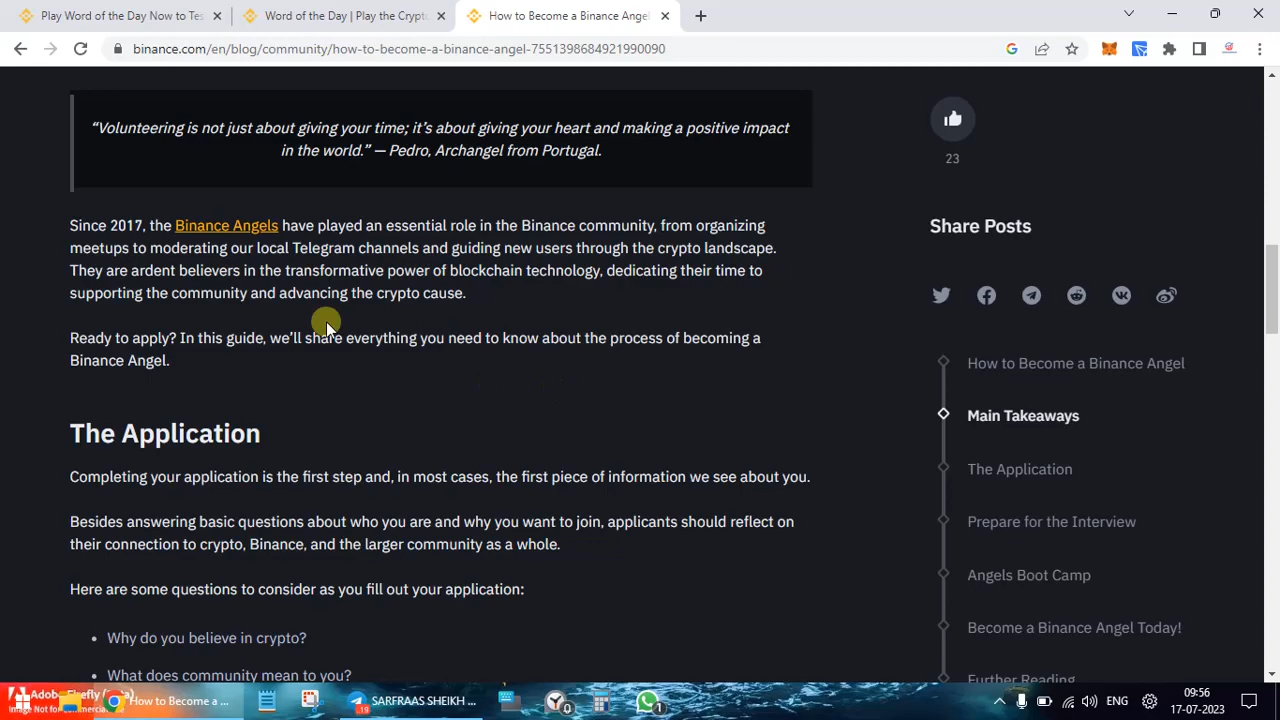 Play Word of the Day Now to Tes
Word of the Day | Play the Crypto
How to Become a Binance Angel
binance.com/en/blog/community/how-to-become-a-binance-angel-7551398684921990090
“Volunteering is not just about giving your time; it’s about giving your heart and making a positive impact
in the world.” — Pedro, Archangel from Portugal.
23
Since 2017, the Binance Angels have played an essential role in the Binance community, from organizing
meetups to moderating our local Telegram channels and guiding new users through the crypto landscape.
They are ardent believers in the transformative power of blockchain technology, dedicating their time to
supporting the community and advancing the crypto cause.
Ready to apply? In this guide, we’ll share everything you need to know about the process of becoming a
Binance Angel.
The Application
Completing your application is the first step and, in most cases, the first piece of information we see about you.
Besides answering basic questions about who you are and why you want to join, applicants should reflect on
their connection to crypto, Binance, and the larger community as a whole.
Here are some questions to consider as you fill out your application:
• Why do you believe in crypto?
• What does community mean to you?
Share Posts
How to Become a Binance Angel
Main Takeaways
The Application
Prepare for the Interview
Angels Boot Camp
Become a Binance Angel Today!
Further Reading
How to Become a ...
19
SARFRAAS SHEIKH ...
0
1
ENG
09:56
17-07-2023